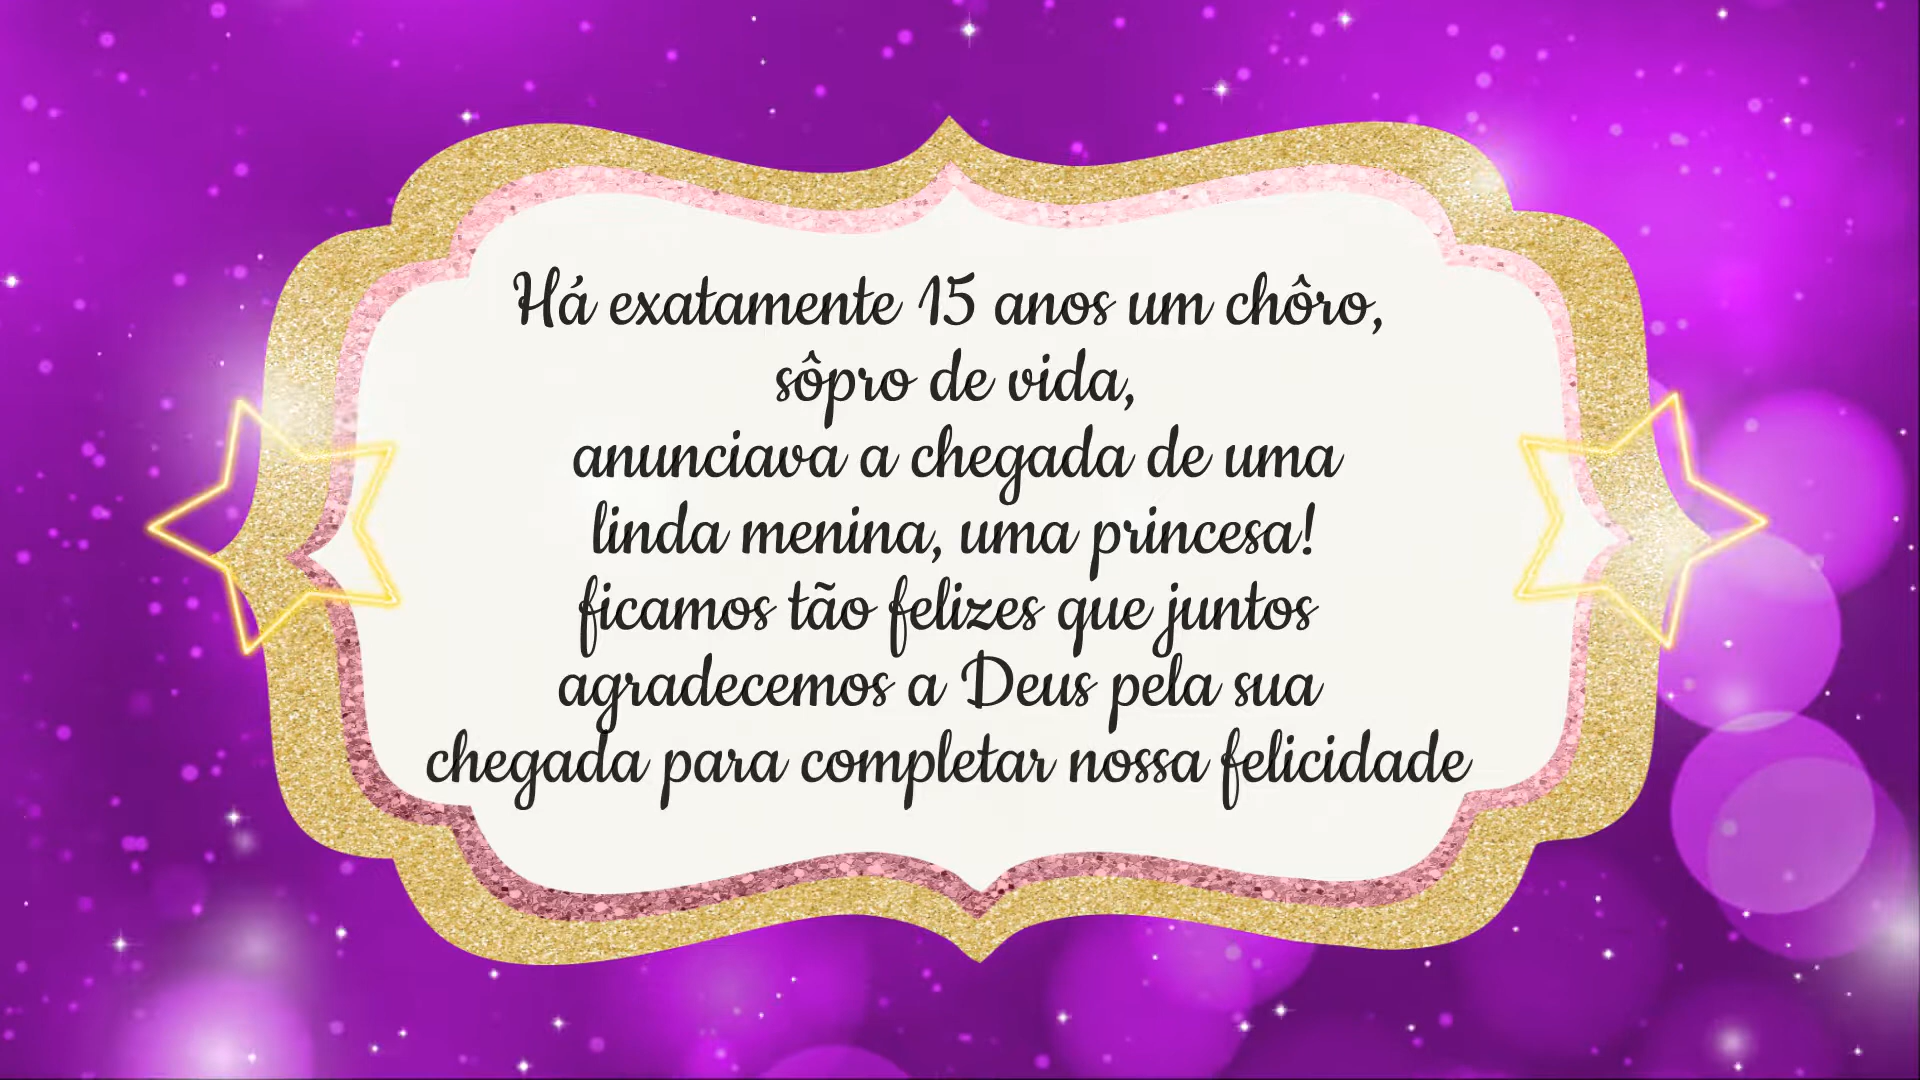 Há exatamente 15 anos um chôro,
sôpro de vida,
anunciava a chegada de uma
linda menina, uma princesa!
ficamos tão felizes que juntos
agradecemos a Deus pela sua
chegada para completar nossa felicidade